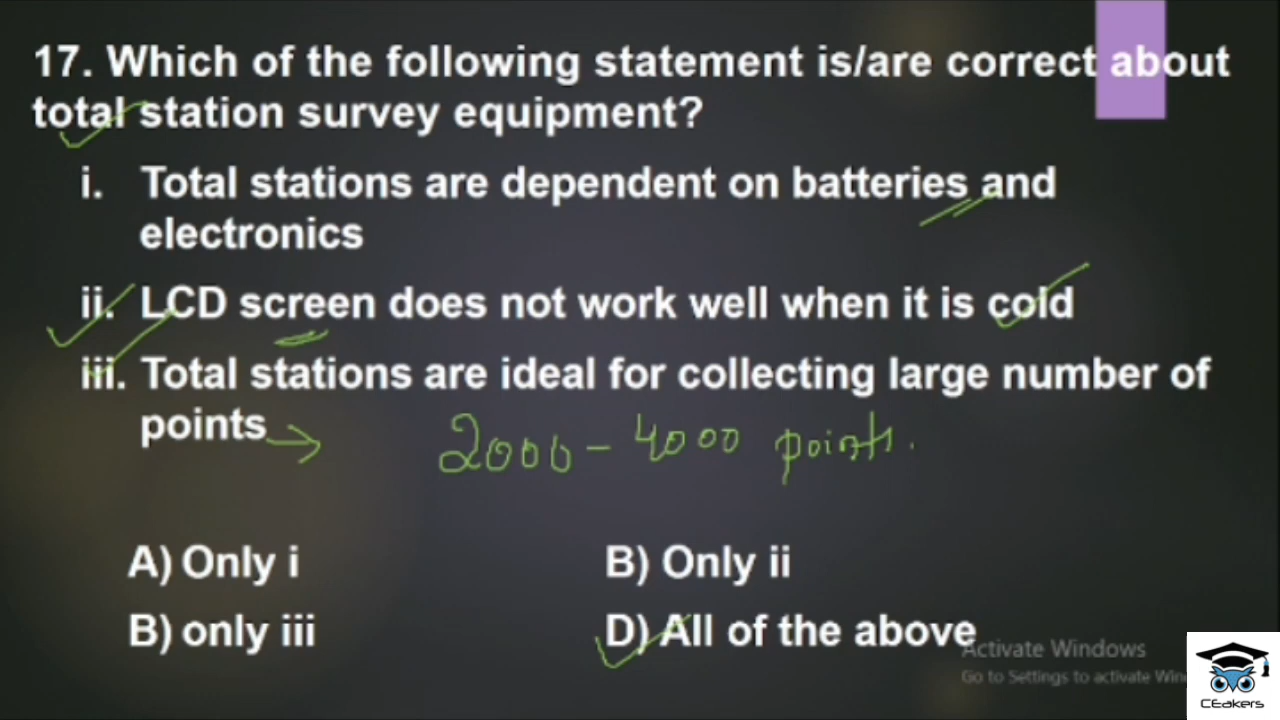 17. Which of the following statement is/are correct about
total station survey equipment?
i. Total stations are dependent on batteries and
electronics
ii. LCD screen does not work well when it is cold
iii. Total stations are ideal for collecting large number of
points
2000 - 4000 points.
A) Only i
B) Only ii
B) only iii
D) All of the above
Activate Windows
Go to Settings to activate Win
CEakers